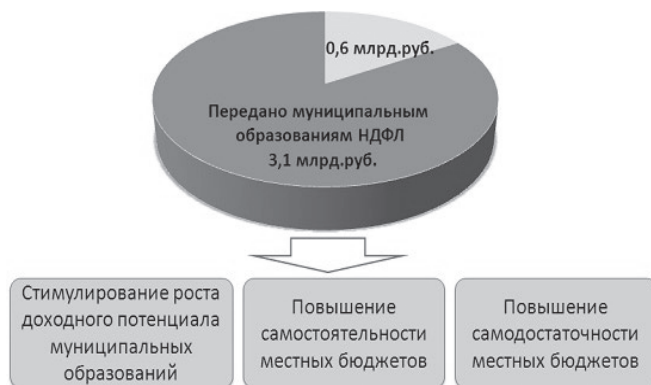 0,6 млрд.руб.
Передано муниципальным
образованиям НДФЛ
3,1 млрд.руб.
Стимулирование роста
доходного потенциала
муниципальных
образований
Повышение
самостоятельности
местных бюджетов
Повышение
самодостаточности
местных бюджетов